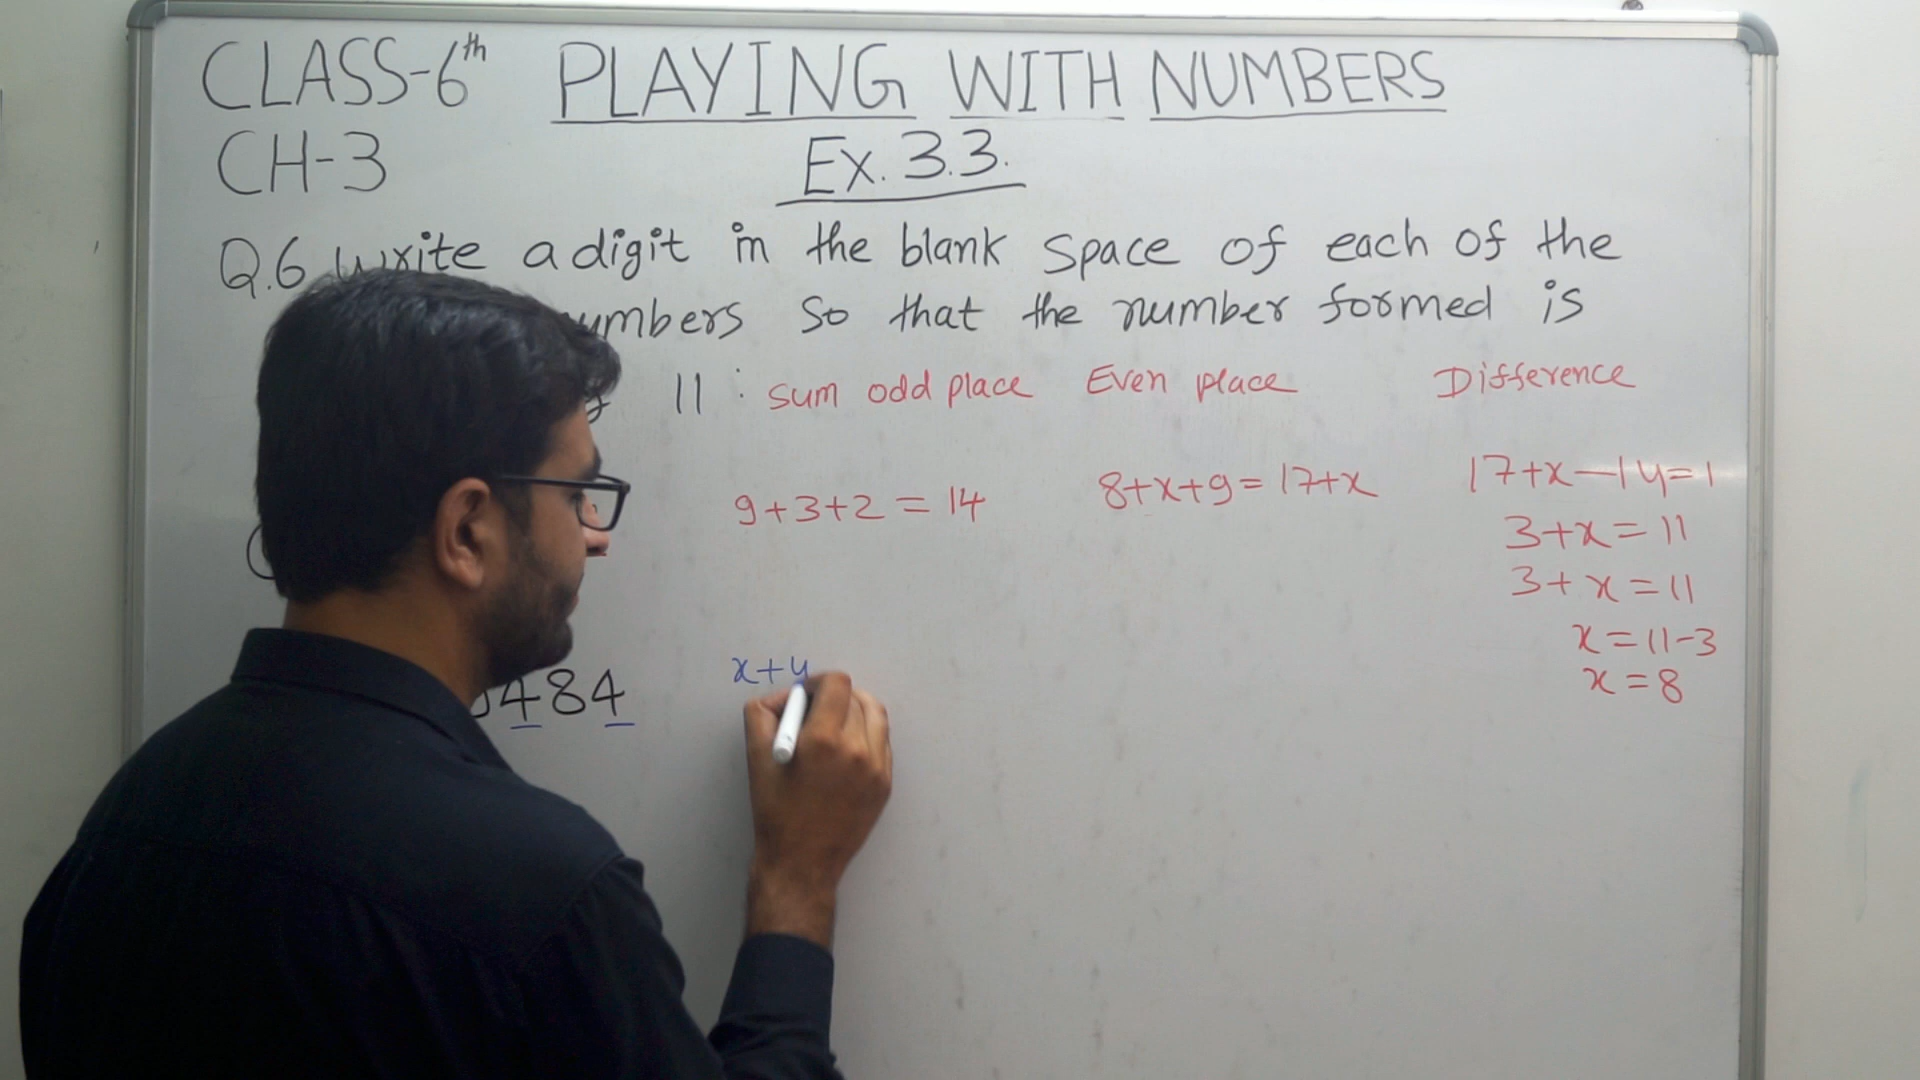 CLASS-6th PLAYING WITH NUMBERS
CH-3 Ex. 3.3.
Q.6 Write a digit in the blank space of each of the
numbers so that the number formed is
11 : sum odd place Even place Difference
9+3+2 = 14 8+x+9 = 17+x 17+x-14=1
3+x = 11
3+x = 11
x = 11-3
x = 8
484 x+4